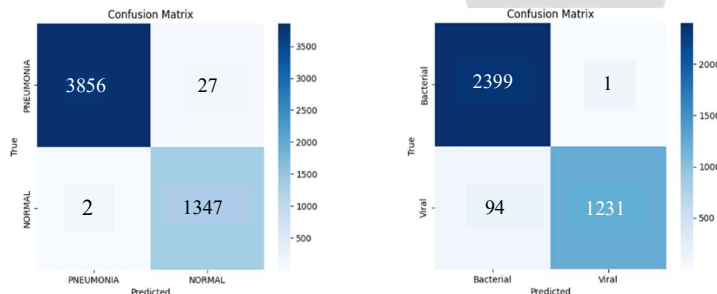 Confusion Matrix
PNEUMONIA
NORMAL
True
3856
27
2
1347
3500
3000
2500
2000
1500
1000
500
PNEUMONIA
NORMAL
Predicted
Confusion Matrix
Bacterial
Viral
True
2399
1
94
1231
2000
1500
1000
500
Bacterial
Viral
Predicted